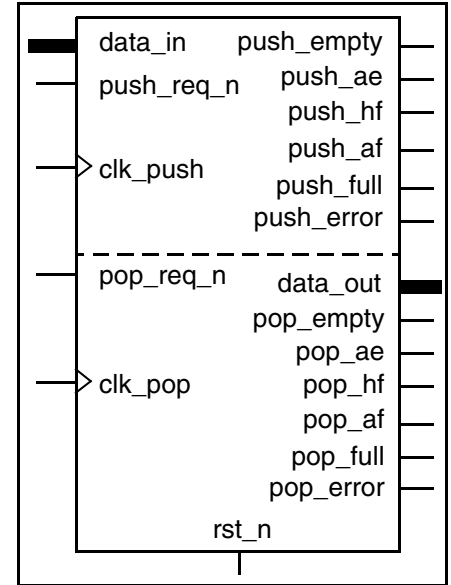 data_in push_empty
push_req_n push_ae
push_hf
clk_push push_af
push_full
push_error
pop_req_n data_out
pop_empty
pop_ae
clk_pop pop_hf
pop_af
pop_full
pop_error
rst_n